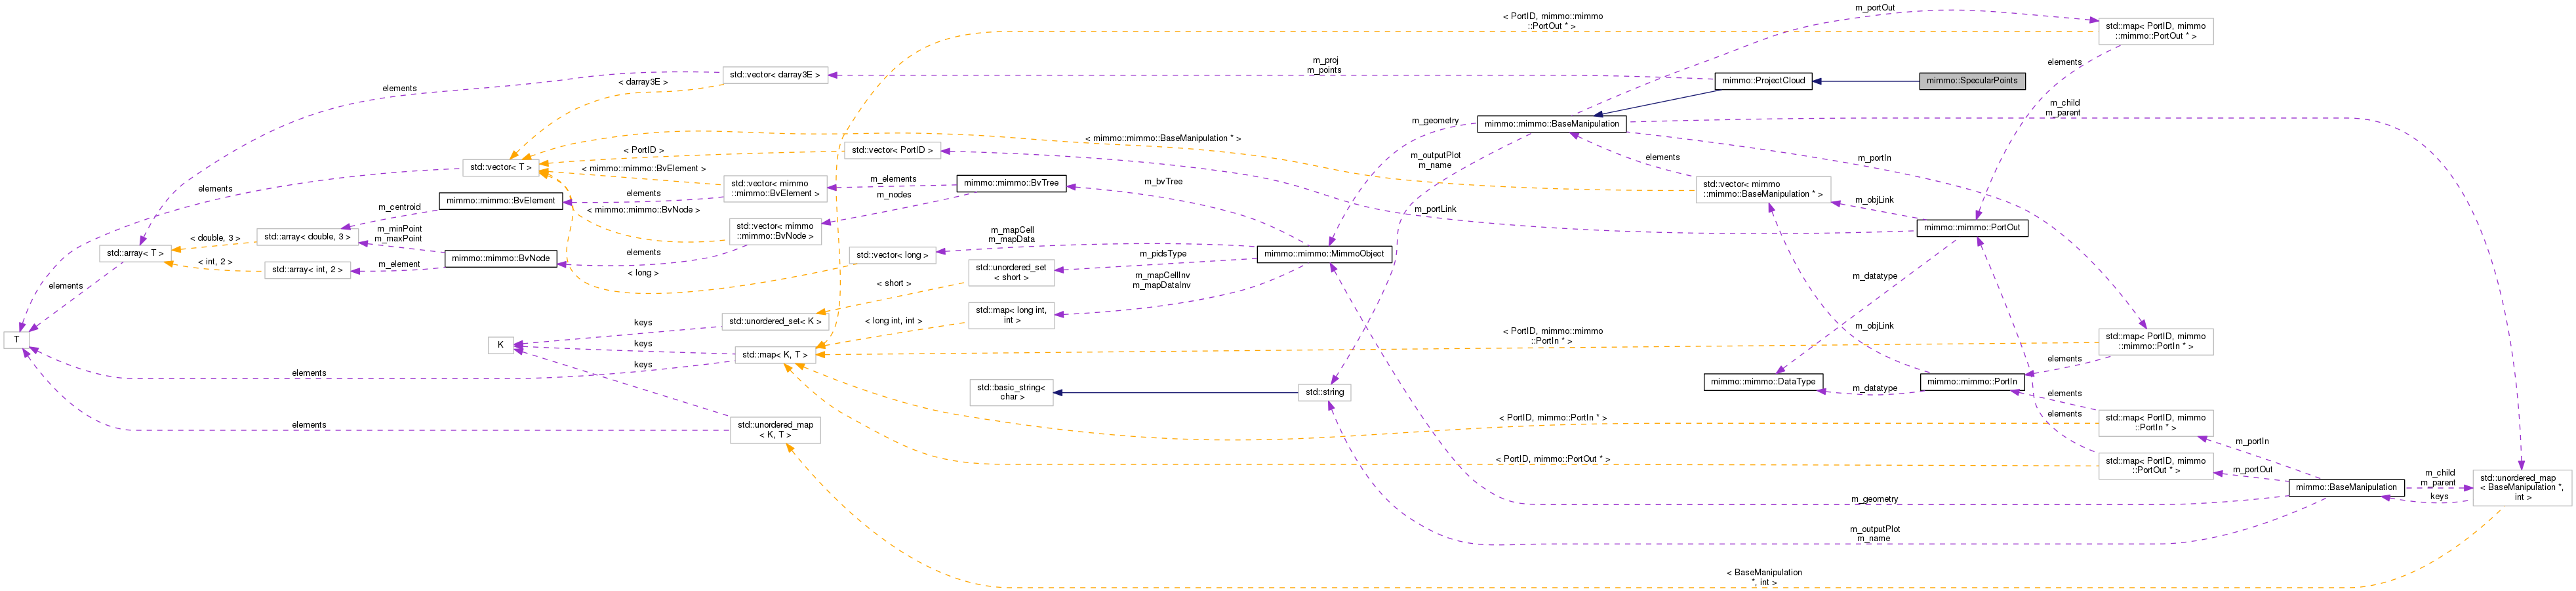 < PortID, mimmo::mimmo
::PortOut * >
m_portOut
std::map< PortID, mimmo
::mimmo::PortOut * >
elements
m_proj
m_points
std::vector< darray3E >
< darray3E >
elements
mimmo::ProjectCloud
mimmo::SpecularPoints
m_child
m_parent
m_geometry
mimmo::mimmo::BaseManipulation
< mimmo::mimmo::BaseManipulation * >
m_outputPlot
m_name
elements
m_portIn
std::vector< PortID >
< PortID >
std::vector< T >
< mimmo::mimmo::BvElement >
std::vector< mimmo
::mimmo::BvElement >
m_elements
mimmo::mimmo::BvTree
m_bvTree
m_nodes
std::vector< mimmo
::mimmo::BaseManipulation * >
m_objLink
elements
mimmo::mimmo::BvElement
elements
m_centroid
< mimmo::mimmo::BvNode >
m_portLink
mimmo::mimmo::PortOut
m_minPoint
m_maxPoint
std::vector< mimmo
::mimmo::BvNode >
m_mapCell
m_mapData
< double, 3 >
std::array< double, 3 >
std::array< T >
< int, 2 >
std::array< int, 2 >
m_element
mimmo::mimmo::BvNode
elements
< long >
std::vector< long >
m_pidsType
mimmo::mimmo::MimmoObject
std::unordered_set
< short >
m_mapCellInv
m_mapDataInv
m_datatype
elements
< short >
std::map< long int,
int >
< long int, int >
keys
std::unordered_set< K >
m_objLink
T
K
keys
std::map< K, T >
< PortID, mimmo::mimmo
::PortIn * >
std::map< PortID, mimmo
::mimmo::PortIn * >
elements
elements
keys
std::basic_string<
char >
std::string
mimmo::mimmo::DataType
m_datatype
mimmo::mimmo::PortIn
elements
elements
< PortID, mimmo::PortIn * >
std::map< PortID, mimmo
::PortIn * >
elements
std::unordered_map
< K, T >
m_portIn
< PortID, mimmo::PortOut * >
std::map< PortID, mimmo
::PortOut * >
m_portOut
mimmo::BaseManipulation
m_child
m_parent
keys
std::unordered_map
< BaseManipulation *,
int >
m_geometry
m_outputPlot
m_name
< BaseManipulation
*, int >